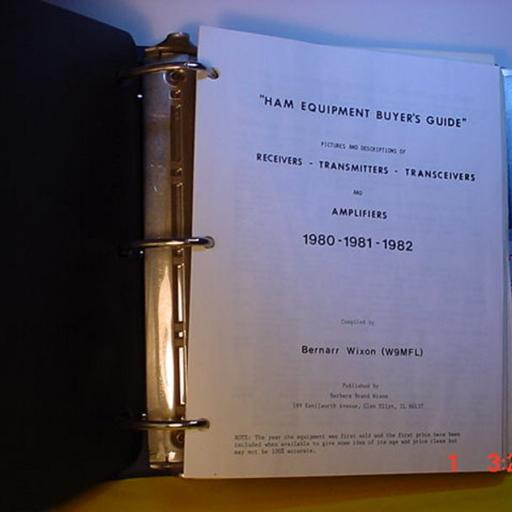 "HAM EQUIPMENT BUYER'S GUIDE"
PICTURES AND DESCRIPTIONS OF
RECEIVERS - TRANSMITTERS - TRANSCEIVERS
AND
AMPLIFIERS
1980-1981-1982
Compiled by
Bernarr Wixon (W9MFL)
Published by
Barbara Brand Wixon
Kenilworth Avenue, Glen Ellyn, IL 60137
NOTE: The year the equipment was first sold and the first price have been
included when available to give some idea of its age and price class but
may not be 100% accurate.
1 3:2